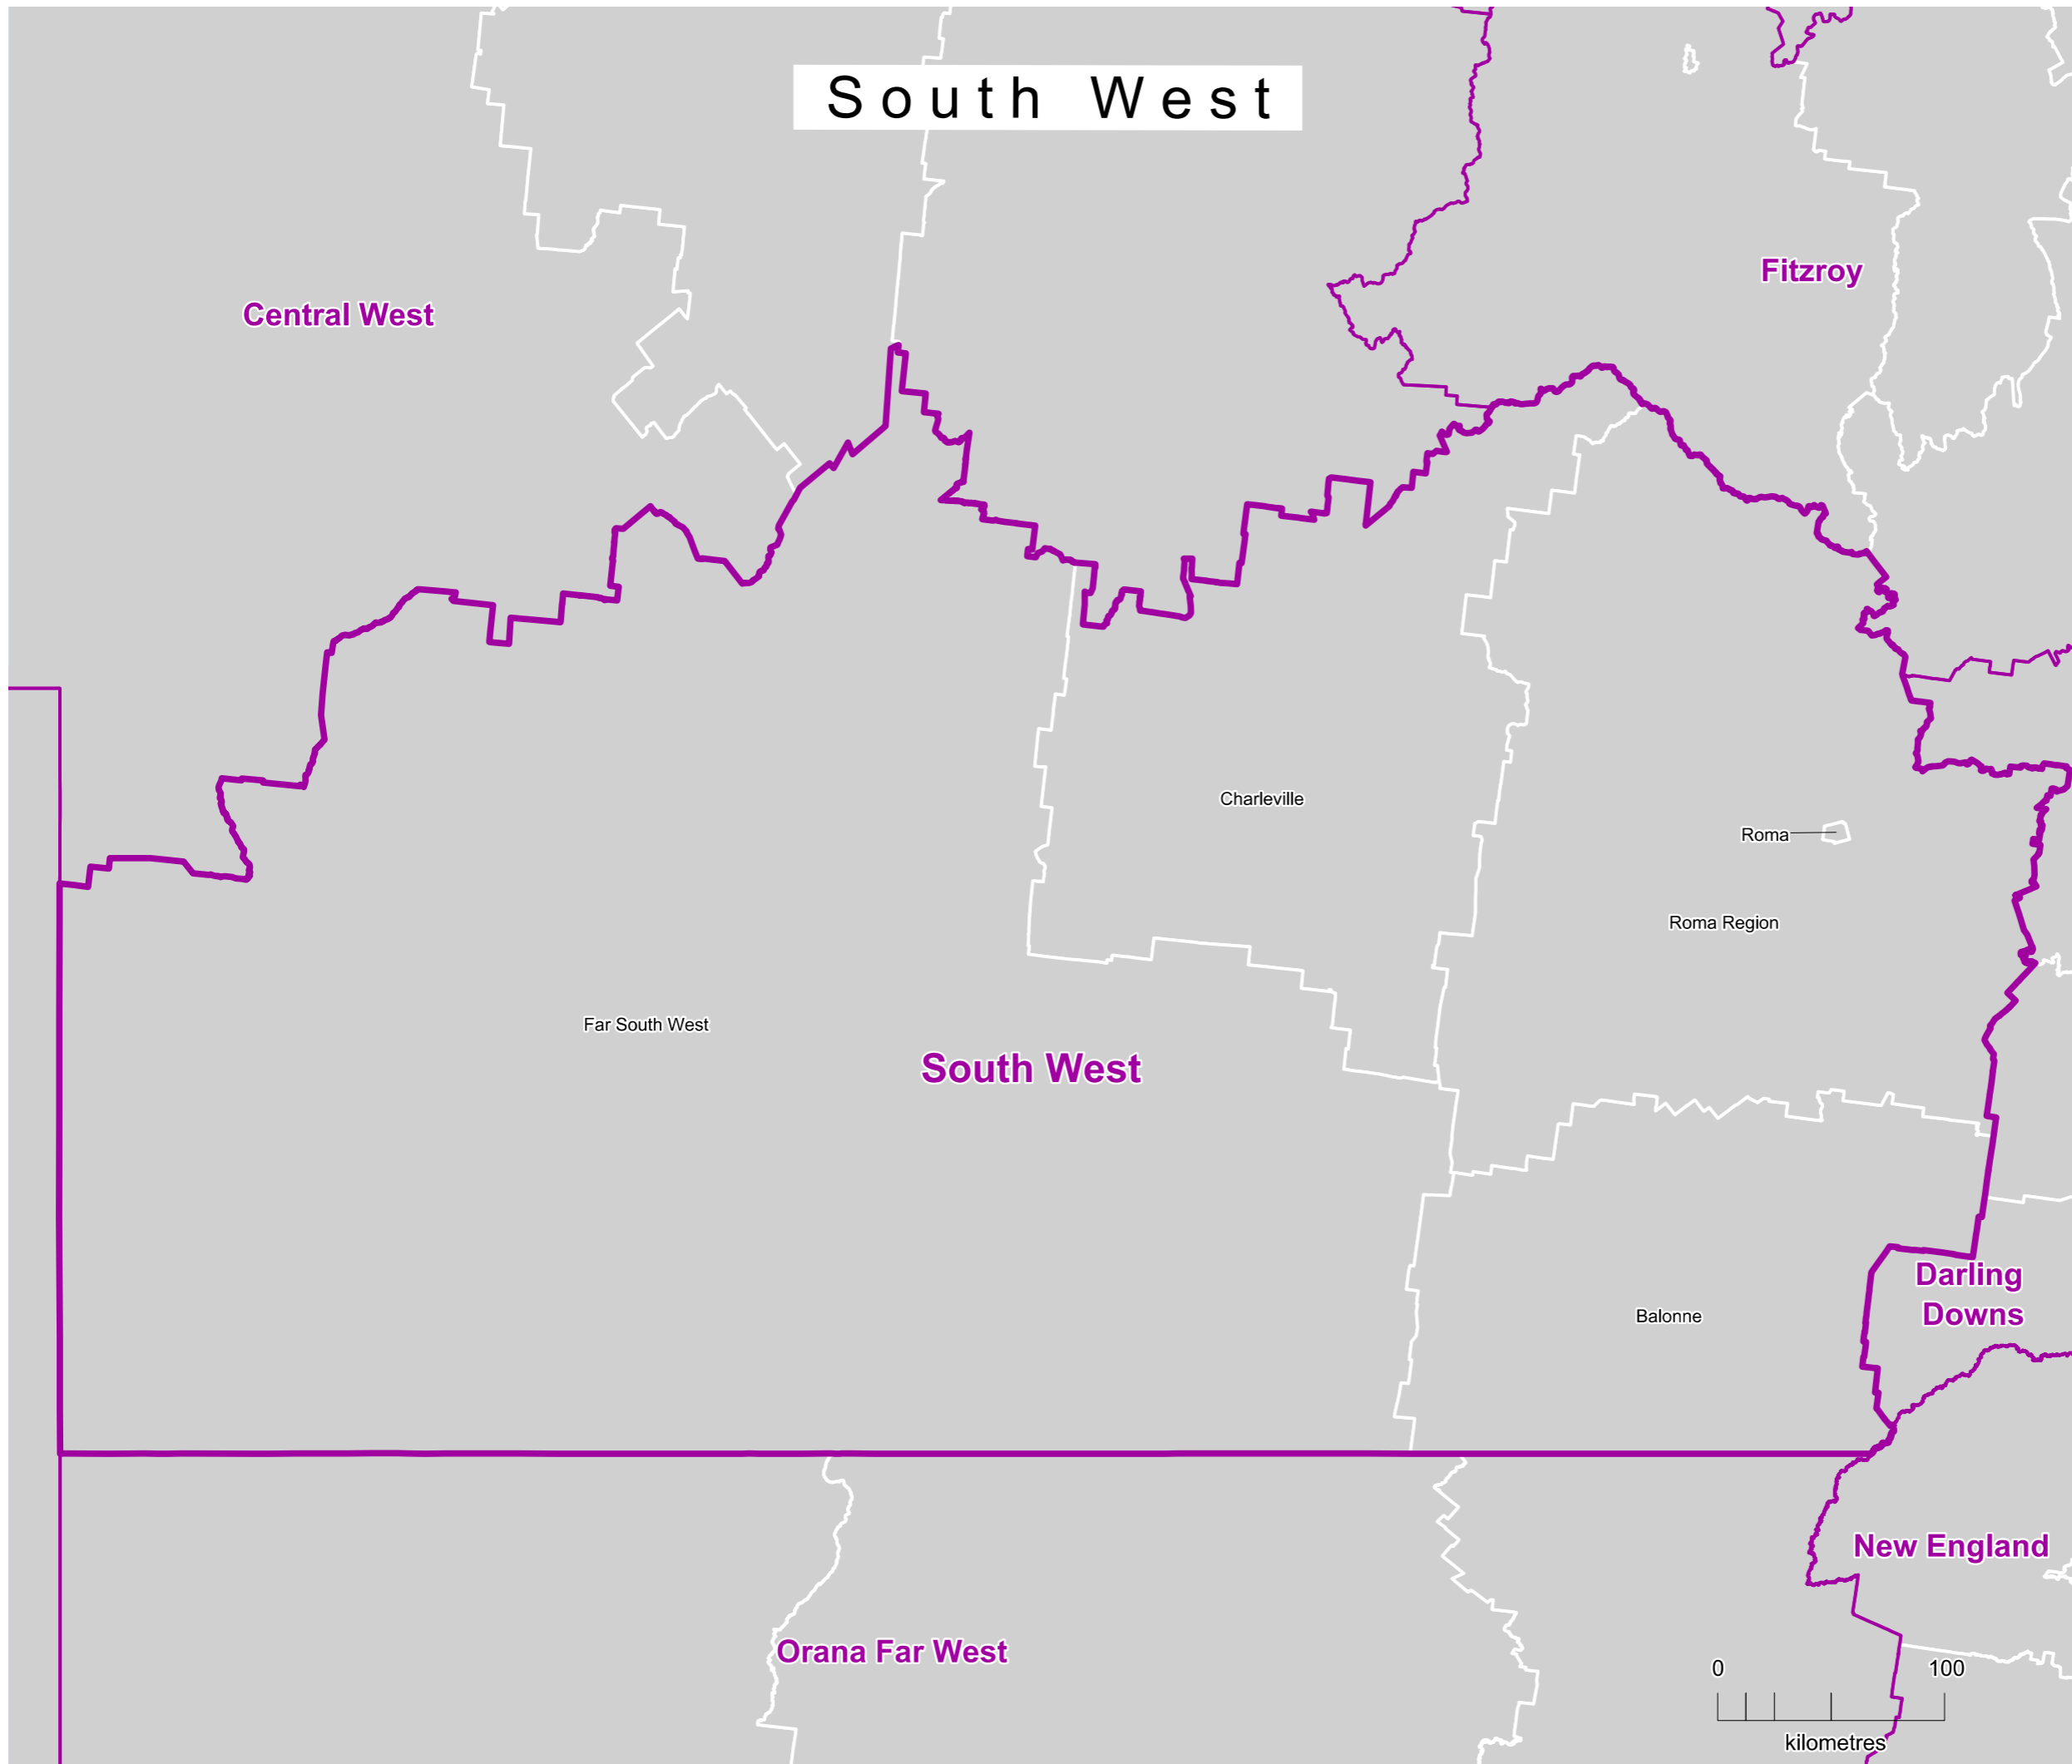 South West
Fitzroy
Central West
Charleville
Roma
Roma Region
Far South West
South West
Darling
Downs
Balonne
New England
Orana Far West
0 100
kilometres